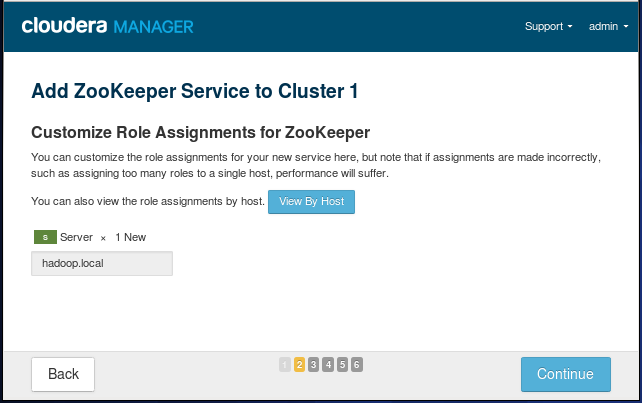 cloudera MANAGER
Support admin
Add ZooKeeper Service to Cluster 1
Customize Role Assignments for ZooKeeper
You can customize the role assignments for your new service here, but note that if assignments are made incorrectly,
such as assigning too many roles to a single host, performance will suffer.
You can also view the role assignments by host. View By Host
S Server × 1 New
hadoop.local
Back 1 2 3 4 5 6 Continue